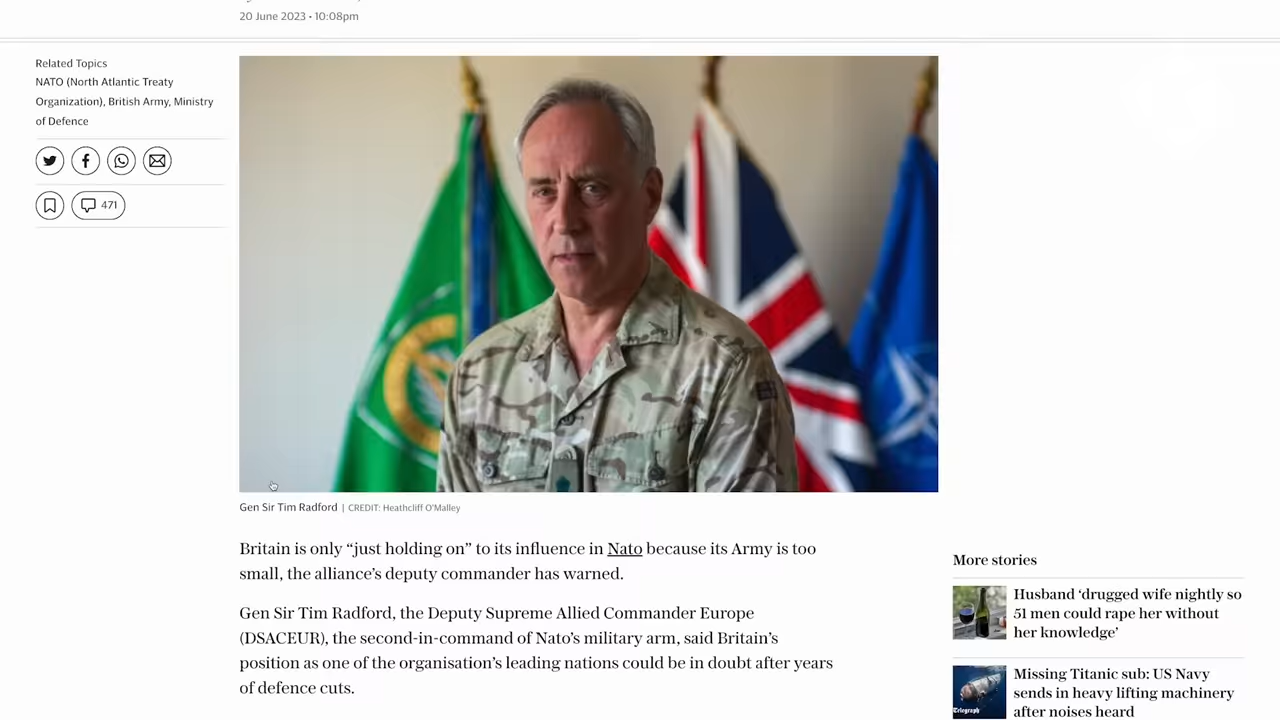 20 June 2023 • 10:08pm
Related Topics
NATO (North Atlantic Treaty
Organization), British Army, Ministry
of Defence
471
Gen Sir Tim Radford | CREDIT: Heathcliff O'Malley
Britain is only “just holding on” to its influence in Nato because its Army is too
small, the alliance’s deputy commander has warned.
Gen Sir Tim Radford, the Deputy Supreme Allied Commander Europe
(DSACEUR), the second-in-command of Nato’s military arm, said Britain’s
position as one of the organisation’s leading nations could be in doubt after years
of defence cuts.
More stories
Husband ‘drugged wife nightly so
51 men could rape her without
her knowledge’
Missing Titanic sub: US Navy
sends in heavy lifting machinery
after noises heard
Telegraph